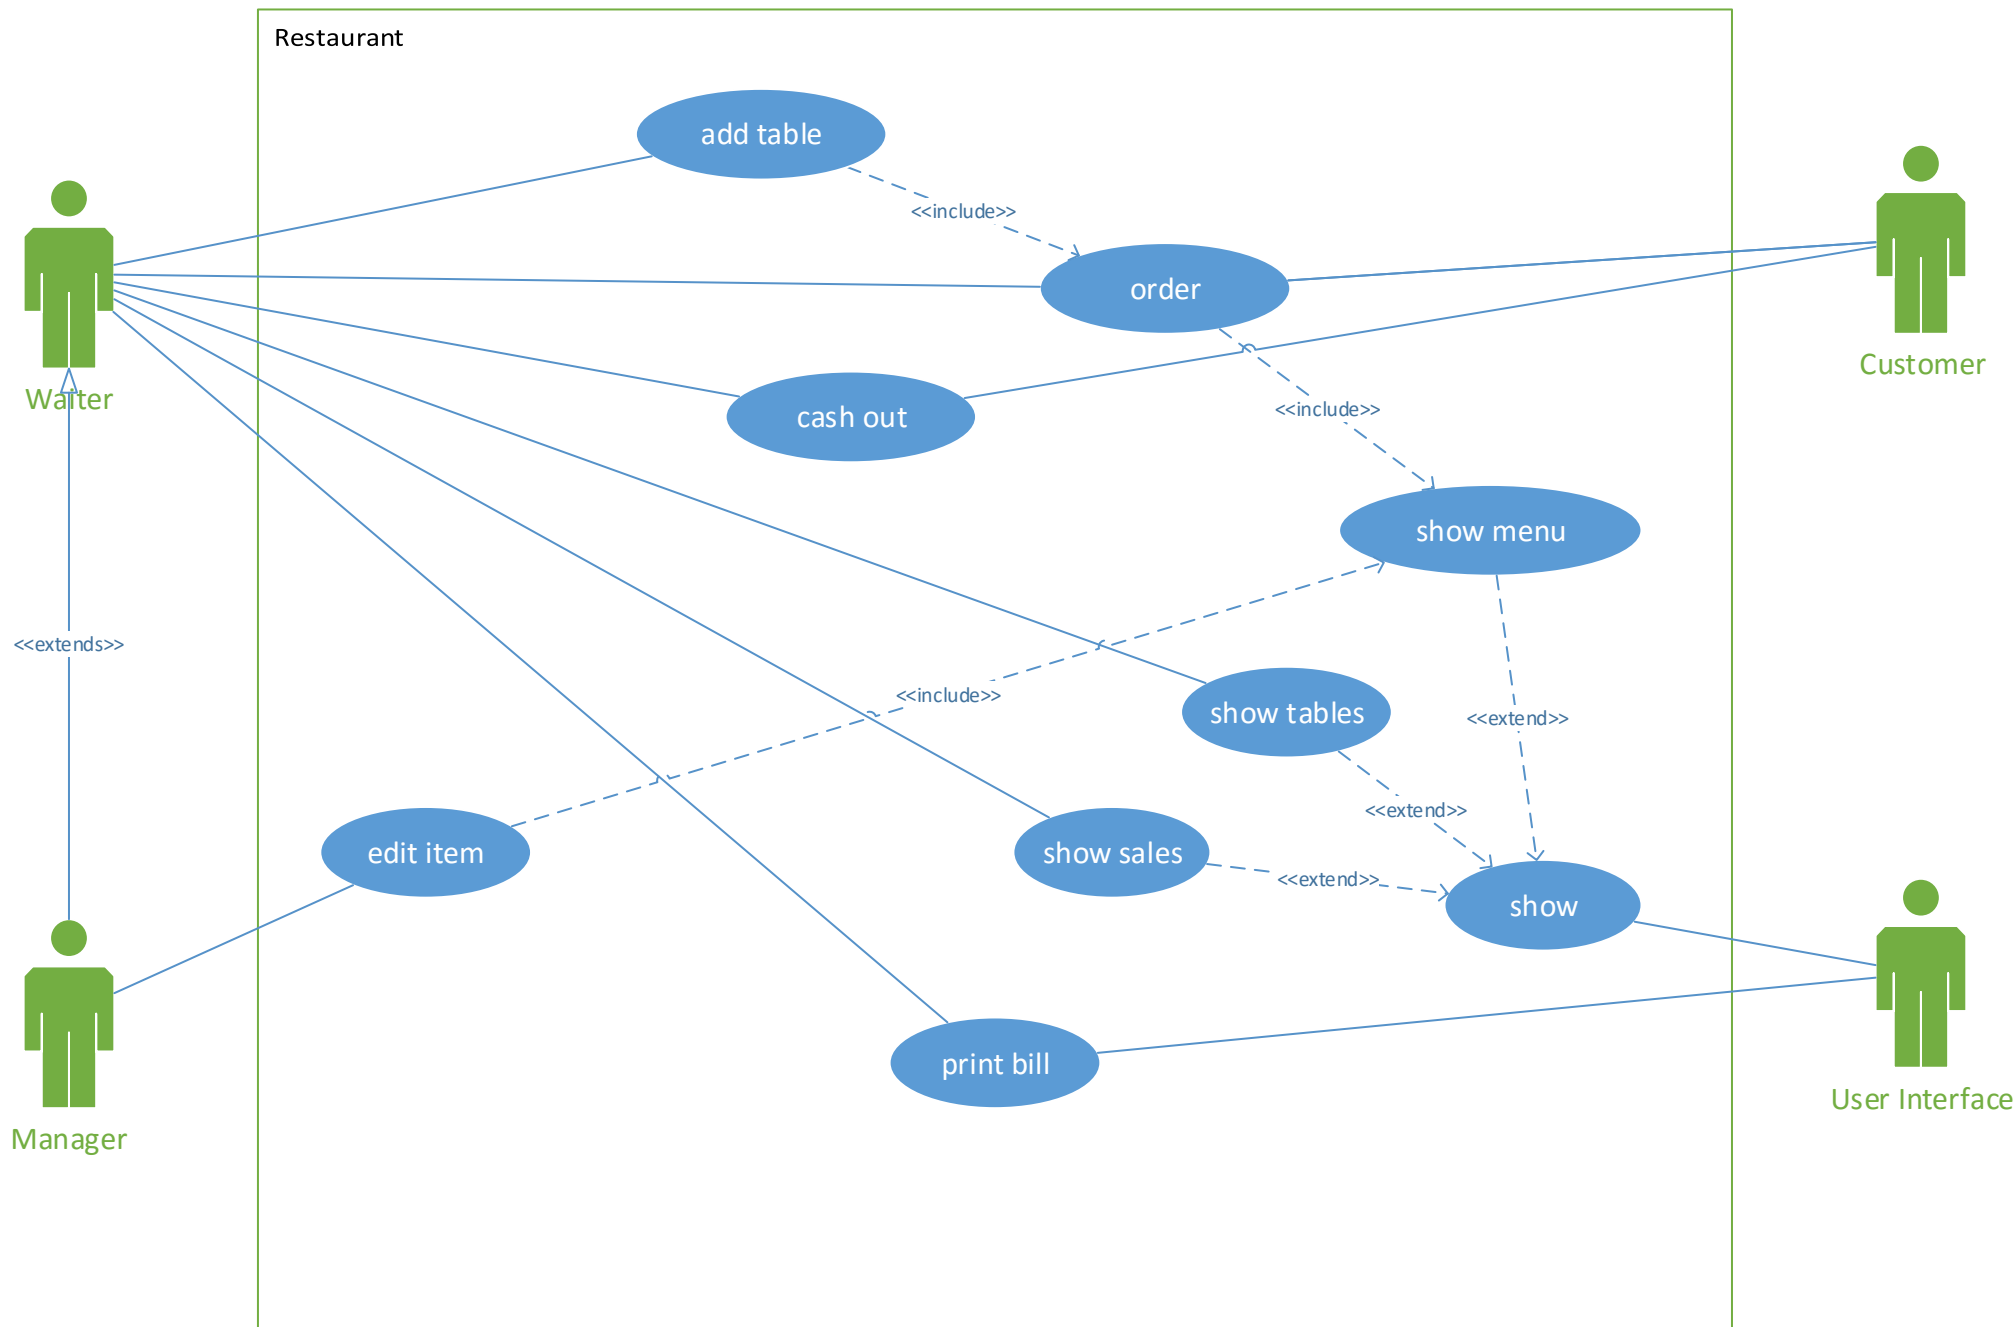 Restaurant
add table
<<include>>
order
Waiter
Customer
cash out
<<include>>
show menu
<<extends>>
<<include>>
show tables
<<extend>>
<<extend>>
edit item
show sales
<<extend>>
show
print bill
User Interface
Manager